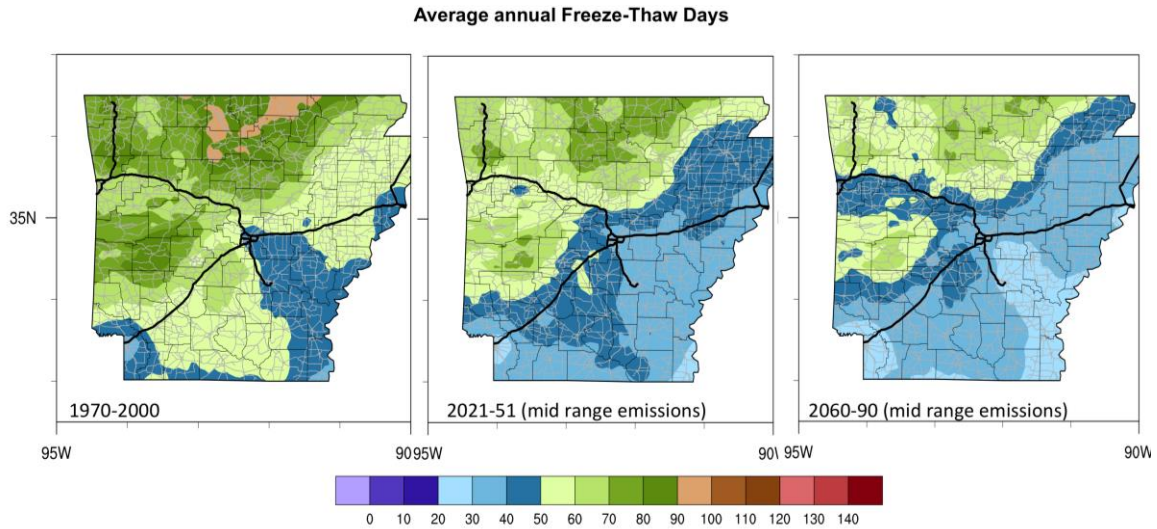 Average annual Freeze-Thaw Days
35N
1970-2000
2021-51 (mid range emissions)
2060-90 (mid range emissions)
95W
9095W
90\95W
90W
0 10 20 30 40 50 60 70 80 90 100 110 120 130 140